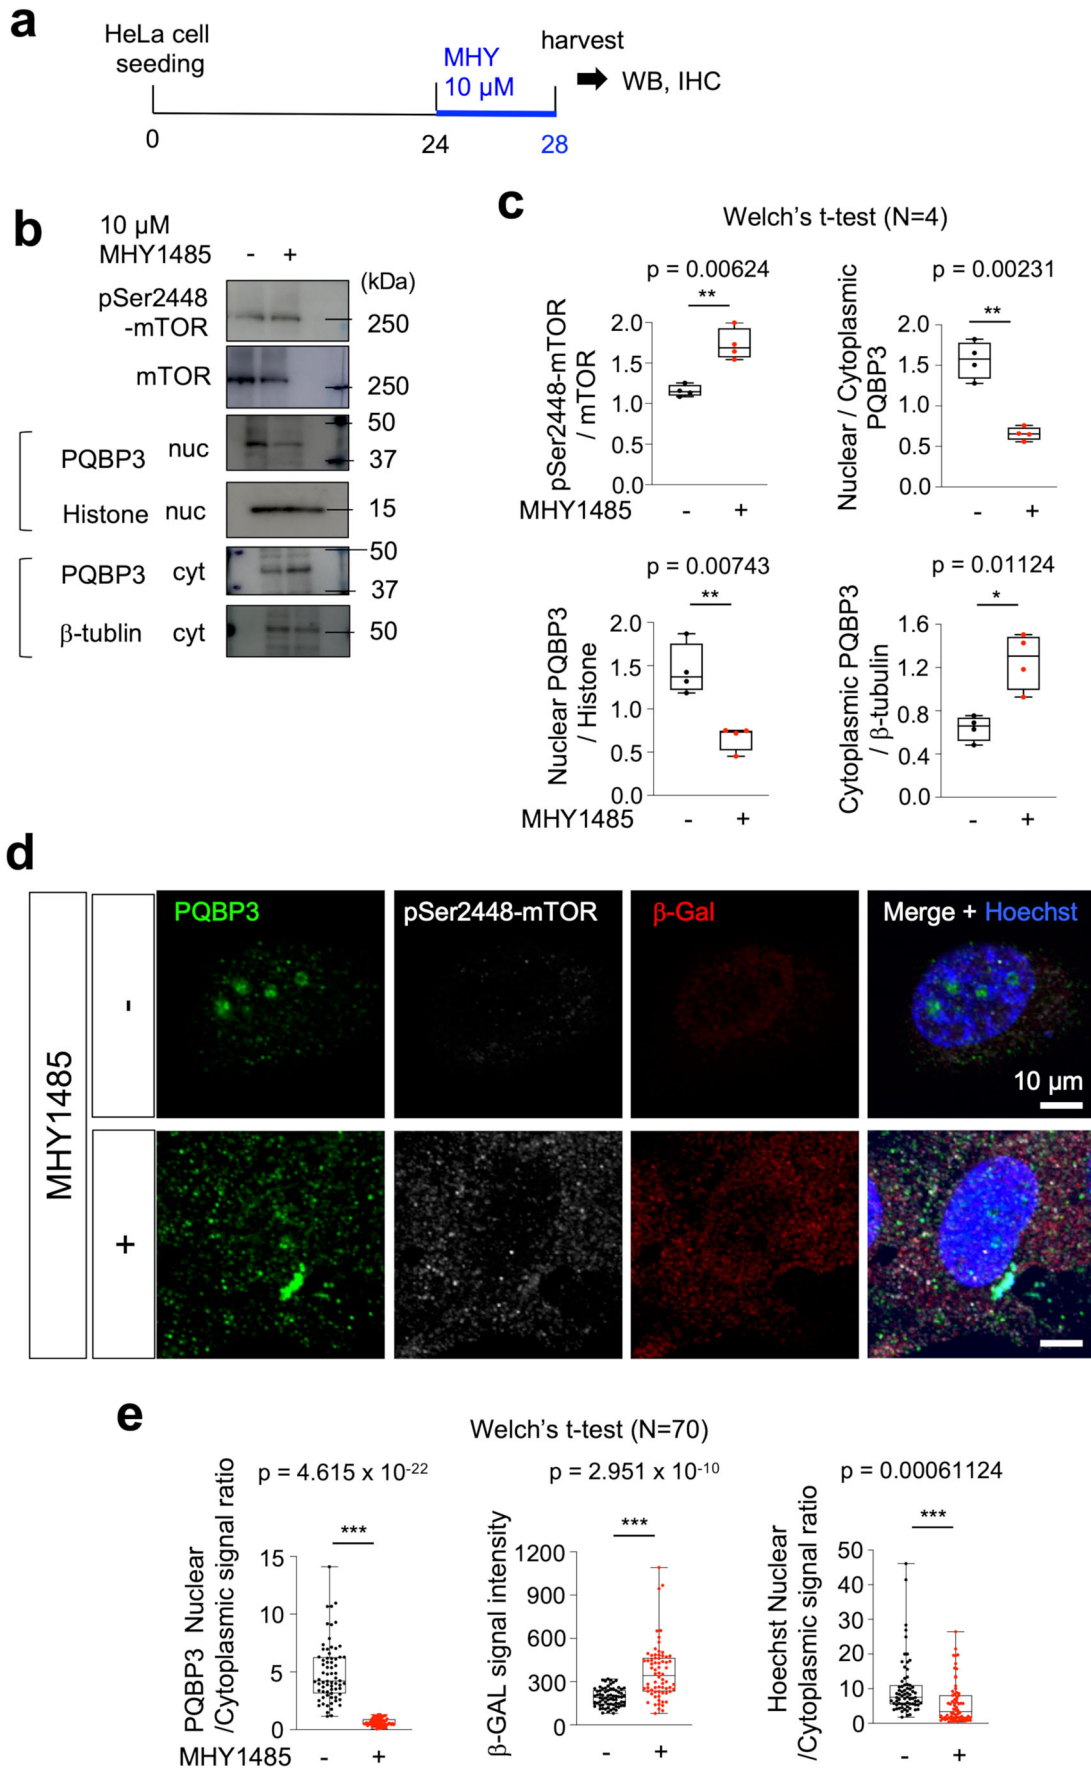 a
HeLa cell
seeding
MHY
10 µM
harvest
WB, IHC
0
24
28
b
10 µM
MHY1485 - +
(kDa)
pSer2448
-mTOR
250
mTOR
250
PQBP3 nuc
50
37
Histone nuc
15
PQBP3 cyt
50
37
β-tublin cyt
50
c
Welch's t-test (N=4)
p = 0.00624
**
pSer2448-mTOR
/ mTOR
2.0
1.5
1.0
0.5
0.0
MHY1485 - +
p = 0.00231
**
Nuclear / Cytoplasmic
PQBP3
2.0
1.5
1.0
0.5
0.0
- +
p = 0.00743
**
Nuclear PQBP3
/ Histone
2.0
1.5
1.0
0.5
0.0
MHY1485 - +
p = 0.01124
*
Cytoplasmic PQBP3
/ β-tubulin
1.6
1.2
0.8
0.4
0.0
- +
d
MHY1485
-
+
PQBP3
pSer2448-mTOR
β-Gal
Merge + Hoechst
10 µm
e
Welch's t-test (N=70)
p = 4.615 x 10-22
***
PQBP3 Nuclear
/Cytoplasmic signal ratio
15
10
5
0
MHY1485 - +
p = 2.951 x 10-10
***
β-GAL signal intensity
1200
900
600
300
0
- +
p = 0.00061124
***
Hoechst Nuclear
/Cytoplasmic signal ratio
50
40
30
20
10
0
- +